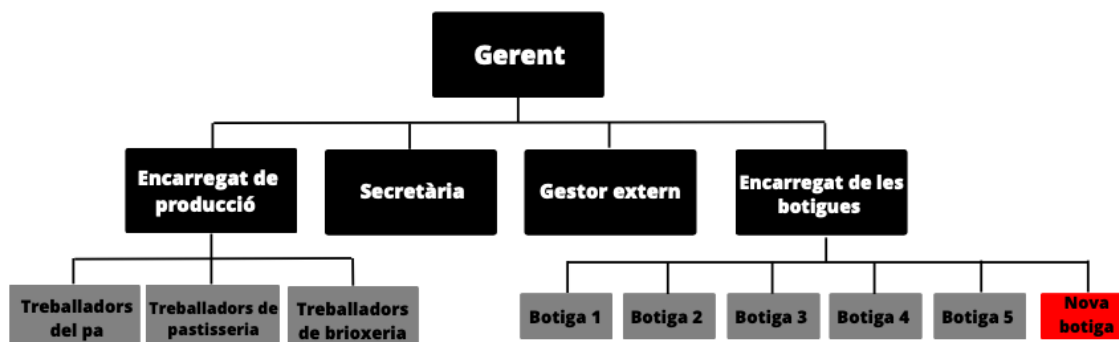 Gerent
Encarregat de
producció
Secretària
Gestor extern
Encarregat de les
botigues
Treballadors
del pa
Treballadors de
pastisseria
Treballadors
de brioxeria
Botiga 1
Botiga 2
Botiga 3
Botiga 4
Botiga 5
Nova
botiga